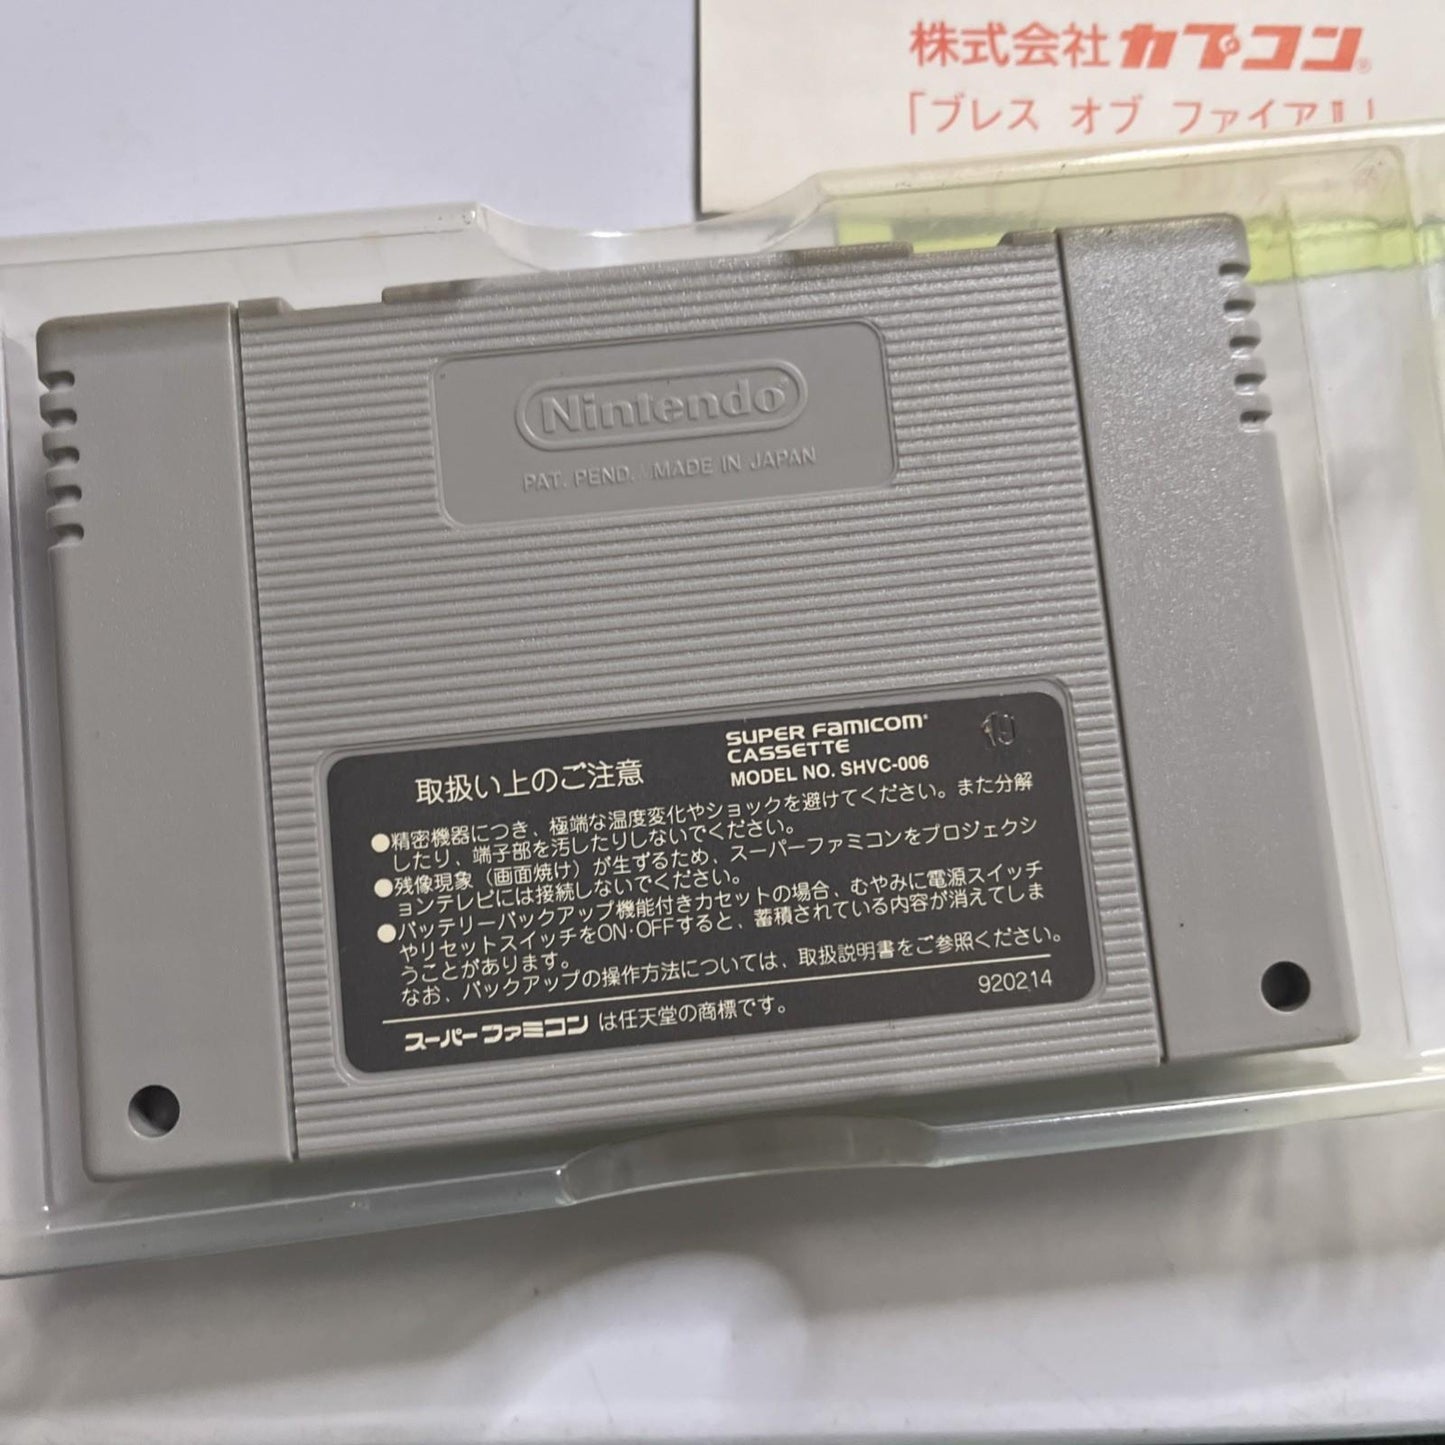 株式会社カプコン®
「ブレス オブ ファイアⅡ」
Nintendo®
PAT. PEND. MADE IN JAPAN
SUPER FAMICOM®
CASSETTE
MODEL NO. SHVC-006
19
取扱い上のご注意
●精密機器につき、極端な温度変化やショックを避けてください。また分解
したり、端子部を汚したりしないでください。
●残像現象(画面焼け)が生ずるため、スーパーファミコンをプロジェクシ
ョンテレビには接続しないでください。
●バッテリーバックアップ機能付きカセットの場合、むやみに電源スイッチ
やリセットスイッチをON・OFFすると、蓄積されている内容が消えてしま
うことがあります。
なお、バックアップの操作方法については、取扱説明書をご参照ください。
920214
スーパーファミコン は任天堂の商標です。